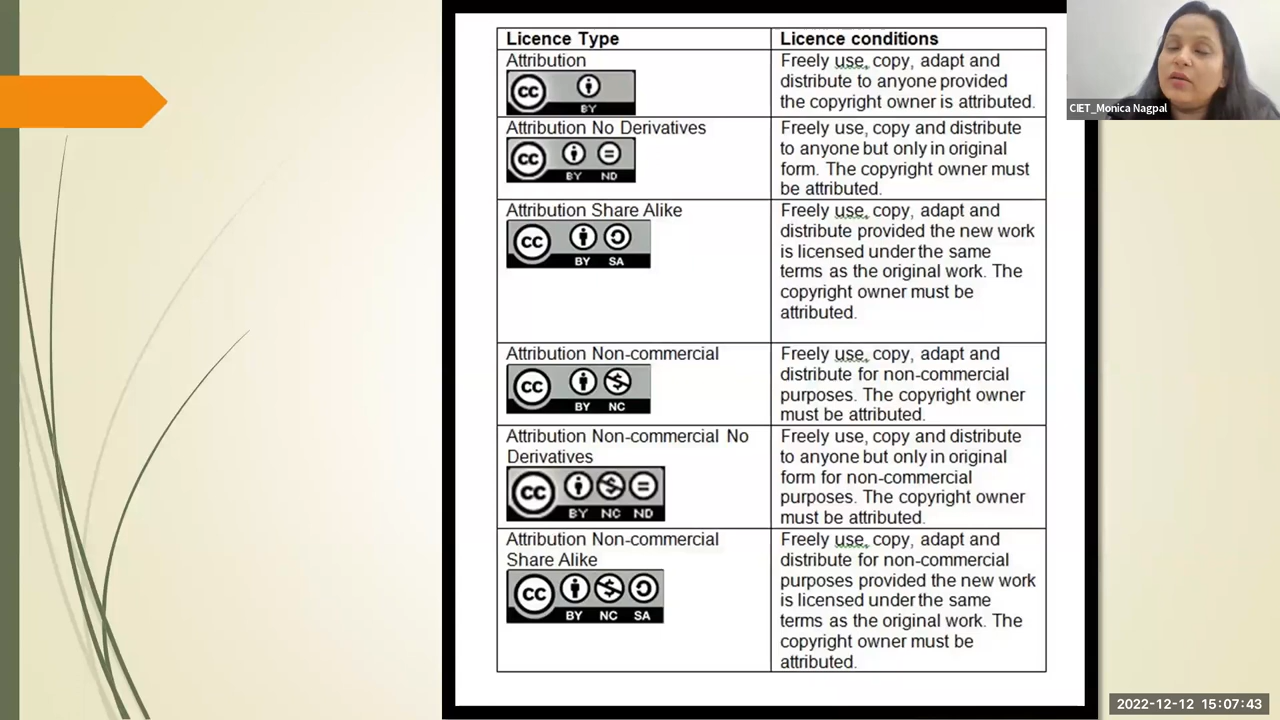 Licence Type
Licence conditions
Attribution
cc
BY
Freely use, copy, adapt and
distribute to anyone provided
the copyright owner is attributed.
Attribution No Derivatives
cc
BY ND
Freely use, copy and distribute
to anyone but only in original
form. The copyright owner must
be attributed.
Attribution Share Alike
cc
BY SA
Freely use, copy, adapt and
distribute provided the new work
is licensed under the same
terms as the original work. The
copyright owner must be
attributed.
Attribution Non-commercial
cc
BY NC
Freely use, copy, adapt and
distribute for non-commercial
purposes. The copyright owner
must be attributed.
Attribution Non-commercial No
Derivatives
cc
BY NC ND
Freely use, copy and distribute
to anyone but only in original
form for non-commercial
purposes. The copyright owner
must be attributed.
Attribution Non-commercial
Share Alike
cc
BY NC SA
Freely use, copy, adapt and
distribute for non-commercial
purposes provided the new work
is licensed under the same
terms as the original work. The
copyright owner must be
attributed.
CIET_Monica Nagpal
2022-12-12 15:07:43